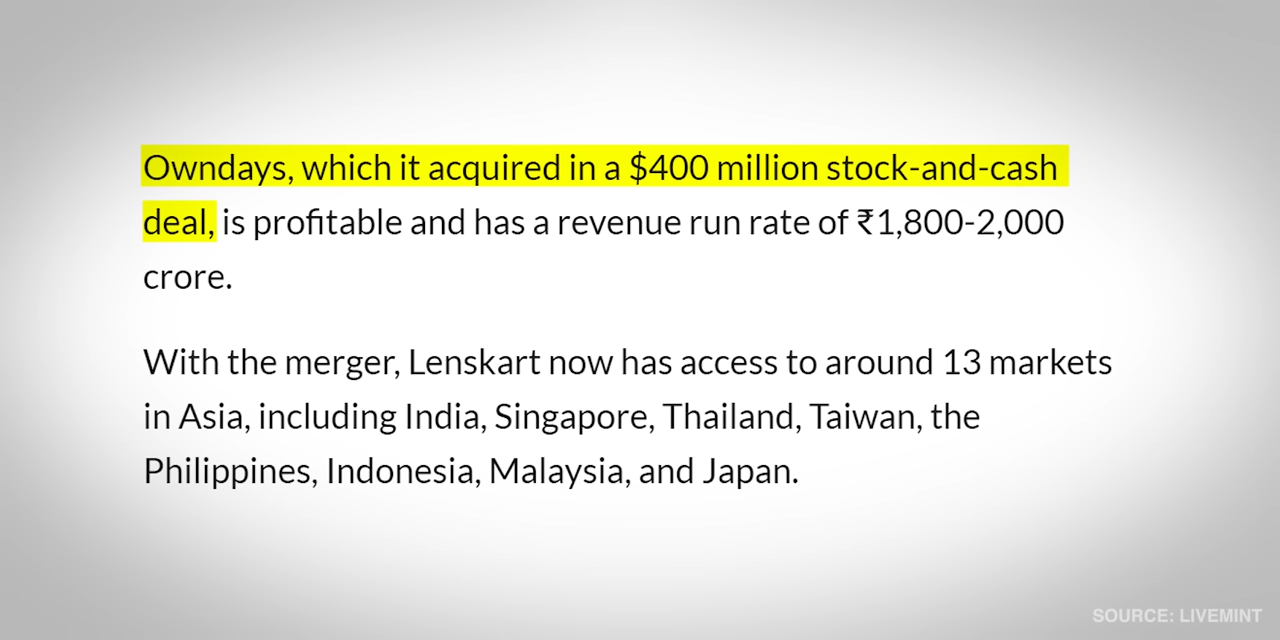 Owndays, which it acquired in a $400 million stock-and-cash
deal, is profitable and has a revenue run rate of ₹1,800-2,000
crore.
With the merger, Lenskart now has access to around 13 markets
in Asia, including India, Singapore, Thailand, Taiwan, the
Philippines, Indonesia, Malaysia, and Japan.
SOURCE: LIVEMINT